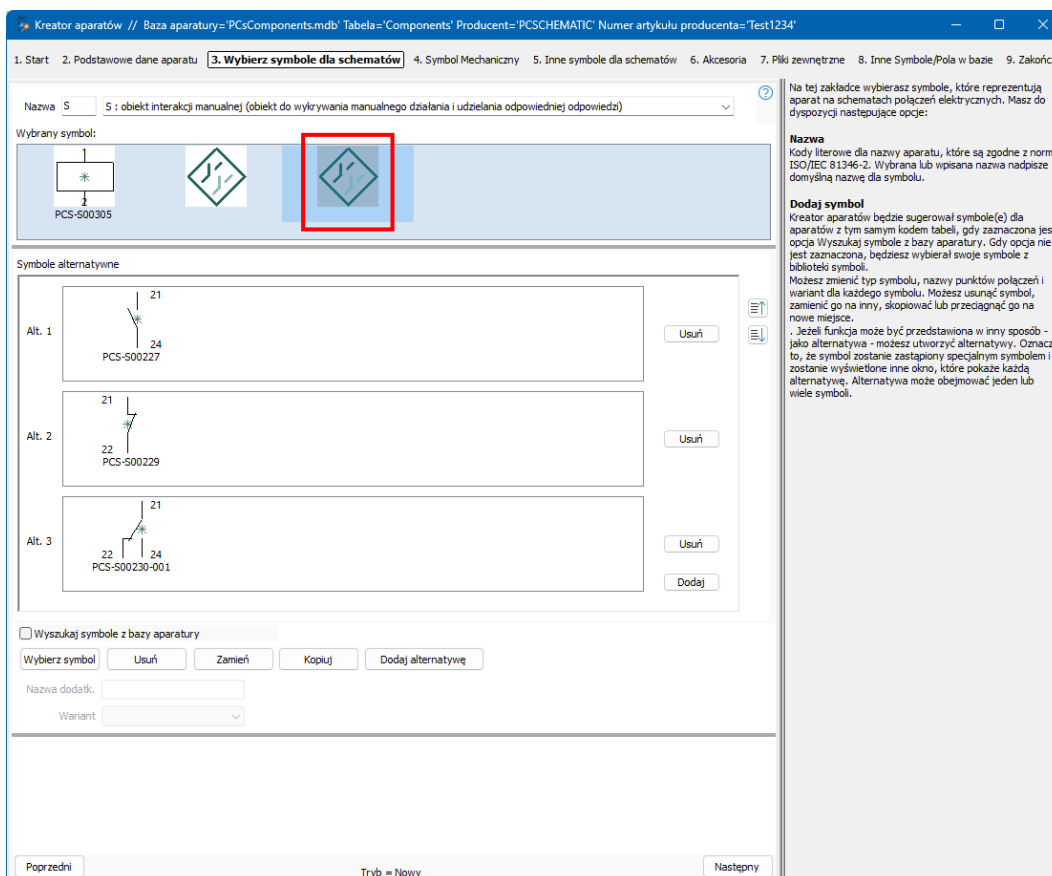 Kreator aparatów // Baza aparatury='PCsComponents.mdb' Tabela='Components' Producent='PCSCHEMATIC' Numer artykułu producenta='Test1234'
1. Start 2. Podstawowe dane aparatu 3. Wybierz symbole dla schematów 4. Symbol Mechaniczny 5. Inne symbole dla schematów 6. Akcesoria 7. Pliki zewnętrzne 8. Inne Symbole/Pola w bazie 9. Zakończ
Nazwa S S : obiekt interakcji manualnej (obiekt do wykrywania manualnego działania i udzielania odpowiedniej odpowiedzi)
Wybrany symbol:
1
2
PCS-S00305
Symbole alternatywne
Alt. 1
21
24
PCS-S00227
Usuń
Alt. 2
21
22
PCS-S00229
Usuń
Alt. 3
21
22 24
PCS-S00230-001
Usuń
Dodaj
Wyszukaj symbole z bazy aparatury
Wybierz symbol Usuń Zamień Kopiuj Dodaj alternatywę
Nazwa dodatk.
Wariant
Poprzedni
Tryb = Nowy
Następny
Na tej zakładce wybierasz symbole, które reprezentują
aparat na schematach połączeń elektrycznych. Masz do
dyspozycji następujące opcje:
Nazwa
Kody literowe dla nazwy aparatu, które są zgodne z norm
ISO/IEC 81346-2. Wybrana lub wpisana nazwa nadpisze
domyślną nazwę dla symbolu.
Dodaj symbol
Kreator aparatów będzie sugerował symbole(e) dla
aparatów z tym samym kodem tabeli, gdy zaznaczona jes
opcja Wyszukaj symbole z bazy aparatury. Gdy opcja nie
jest zaznaczona, będziesz wybierał swoje symbole z
biblioteki symboli.
Możesz zmienić typ symbolu, nazwy punktów połączeń i
wariant dla każdego symbolu. Możesz usunąć symbol,
zamienić go na inny, skopiować lub przeciągnąć go na
nowe miejsce.
. Jeżeli funkcja może być przedstawiona w inny sposób -
jako alternatywa - możesz utworzyć alternatywy. Oznacz
to, że symbol zostanie zastąpiony specjalnym symbolem i
zostanie wyświetlone inne okno, które pokaże każdą
alternatywę. Alternatywa może obejmować jeden lub
wiele symboli.